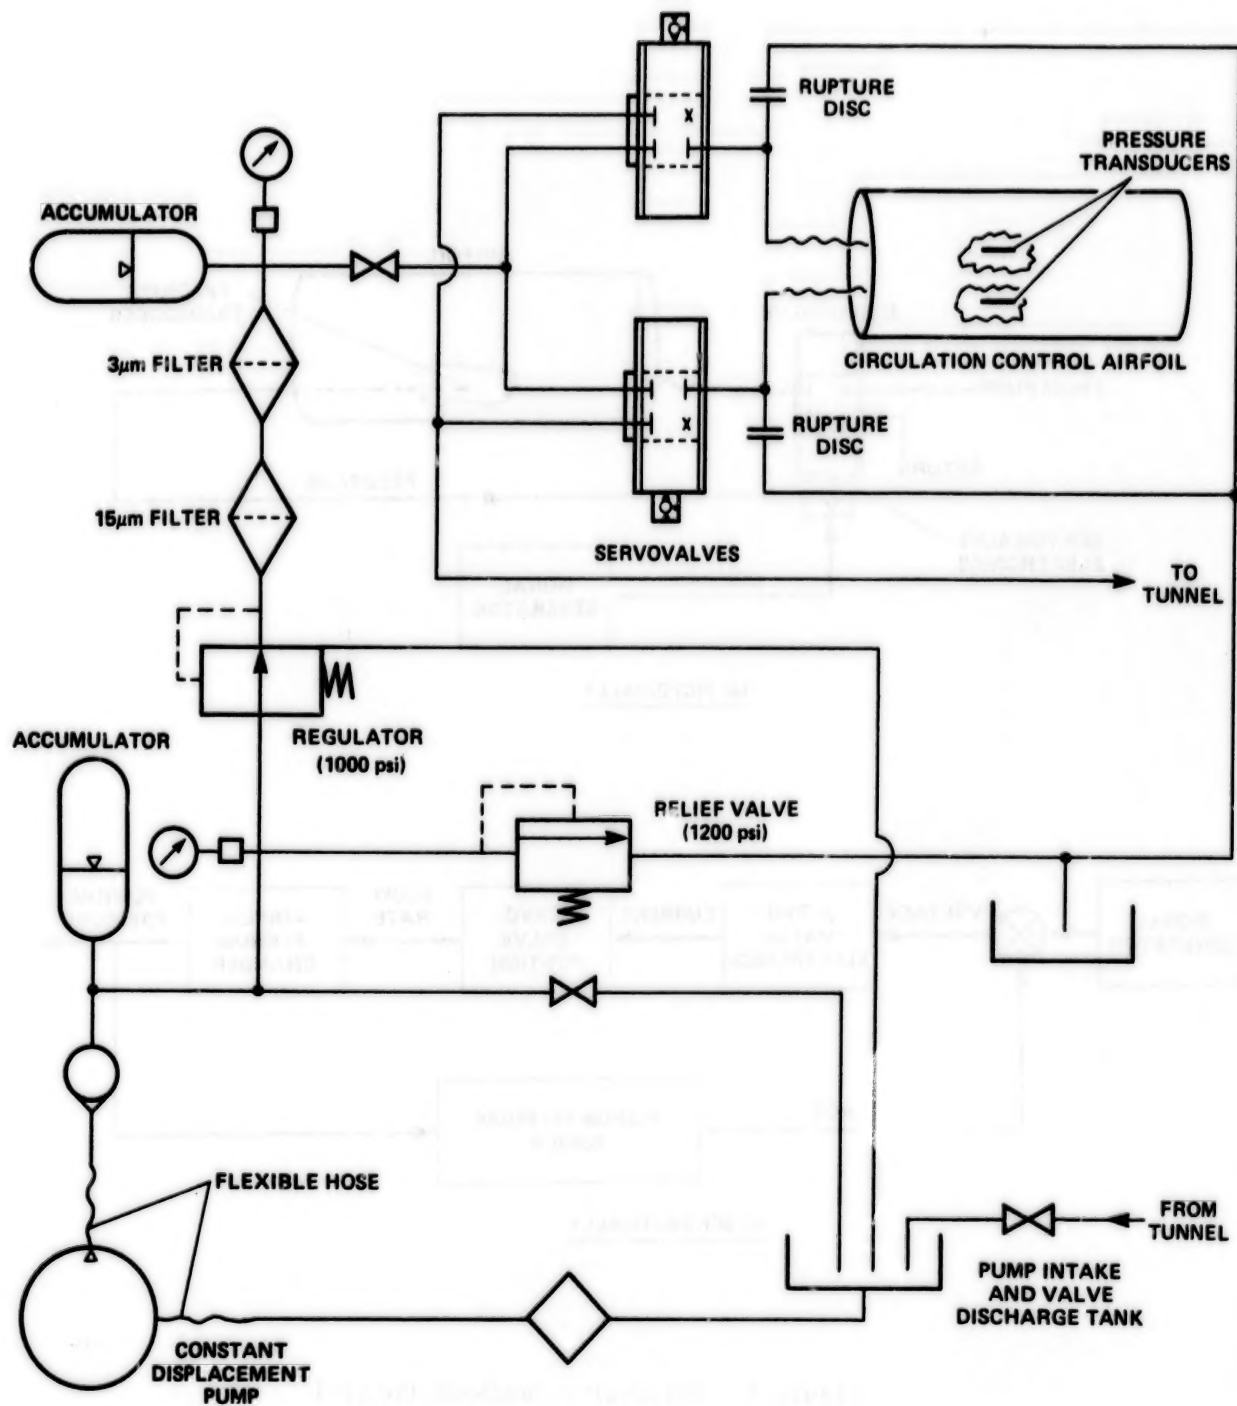 RUPTURE
DISC
PRESSURE
TRANSDUCERS
ACCUMULATOR
3μm FILTER
CIRCULATION CONTROL AIRFOIL
RUPTURE
DISC
15μm FILTER
SERVOVALVES
TO
TUNNEL
REGULATOR
(1000 psi)
ACCUMULATOR
RELIEF VALVE
(1200 psi)
FLEXIBLE HOSE
FROM
TUNNEL
PUMP INTAKE
AND VALVE
DISCHARGE TANK
CONSTANT
DISPLACEMENT
PUMP
x
x